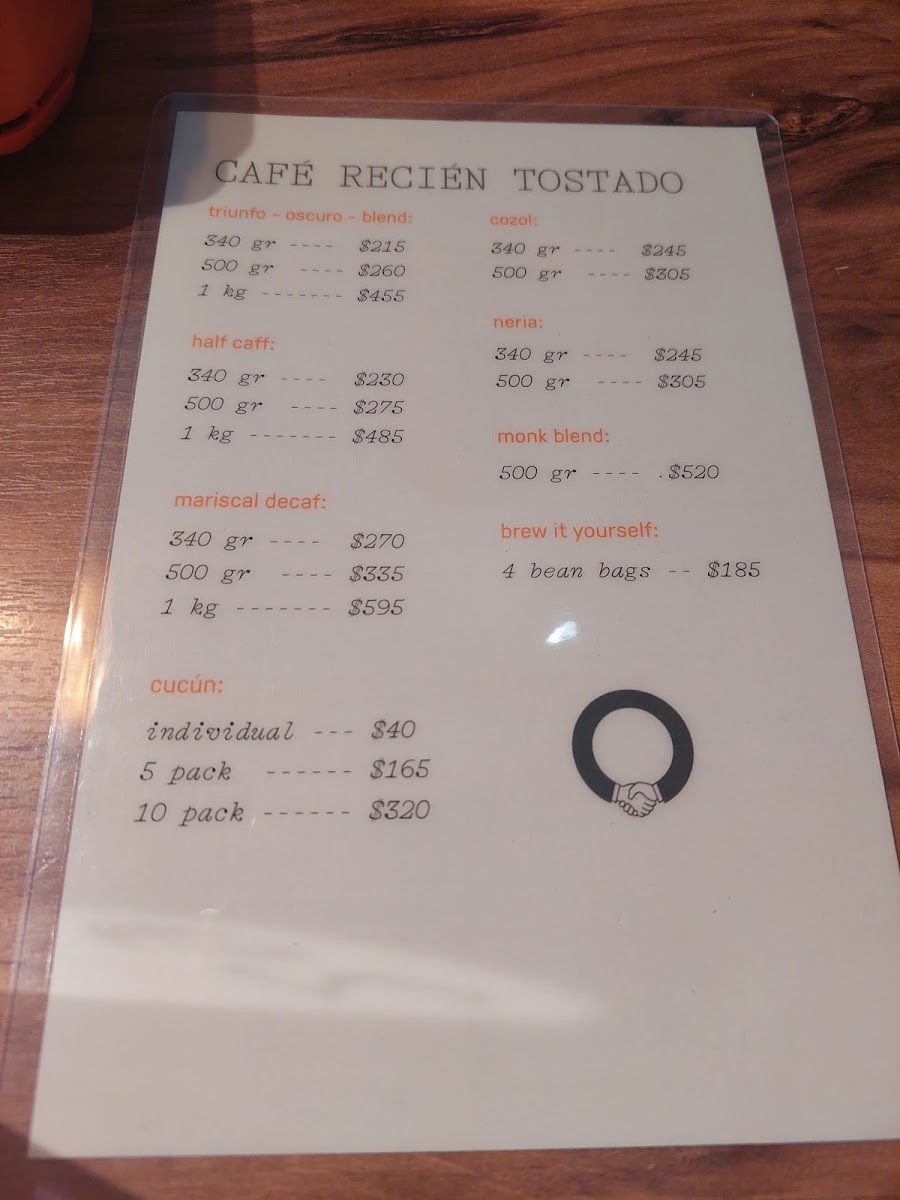 CAFÉ RECIÉN TOSTADO
triunfo - oscuro - blend:
340 gr ---- $215
500 gr ---- $260
1 kg ------- $455
half caff:
340 gr ---- $230
500 gr ---- $275
1 kg ------- $485
mariscal decaf:
340 gr ---- $270
500 gr ---- $335
1 kg ------- $595
cucún:
individual --- $40
5 pack ------ $165
10 pack ------ $320
cozol:
340 gr ---- $245
500 gr ---- $305
neria:
340 gr ---- $245
500 gr ---- $305
monk blend:
500 gr ---- .$520
brew it yourself:
4 bean bags -- $185